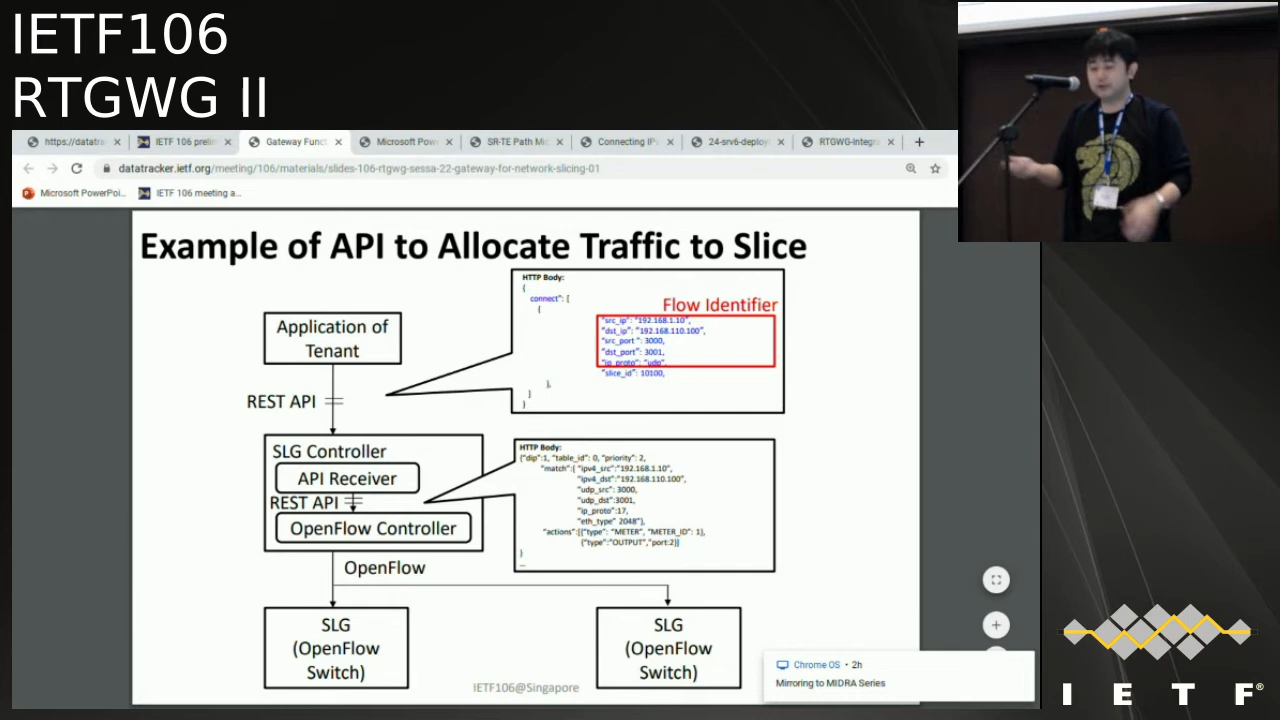 IETF106
RTGWG II
https://datatra
IETF 106 preli
Gateway Funct
Microsoft Pow
SR-TE Path Mi
Connecting IP
24-srv6-deploy
RTGWG-Integra
datatracker.ietf.org/meeting/106/materials/slides-106-rtgwg-sessa-22-gateway-for-network-slicing-01
Microsoft PowerPoi...
IETF 106 meeting a...
Example of API to Allocate Traffic to Slice
Application of
Tenant
REST API
HTTP Body:
{
connect": [
{
Flow Identifier
"src_ip": "192.168.1.10",
"dst_ip": "192.168.110.100",
"src_port ": 3000,
"dst_port": 3001,
"ip_proto": "udp",
"slice_id": 10100,
},
]
}
SLG Controller
API Receiver
REST API
OpenFlow Controller
HTTP Body:
{"dip":1, "table_id": 0, "priority": 2,
"match":{ "ipv4_src":"192.168.1.10",
"ipv4_dst":"192.168.110.100",
"udp_src": 3000,
"udp_dst":3001,
"ip_proto":17,
"eth_type" 2048"},
"actions":[{"type": "METER", "METER_ID": 1},
{"type":"OUTPUT","port:2}]
}
...
OpenFlow
SLG
(OpenFlow
Switch)
SLG
(OpenFlow
Switch)
IETF106@Singapore
Chrome OS • 2h
Mirroring to MIDRA Series
I E T F®